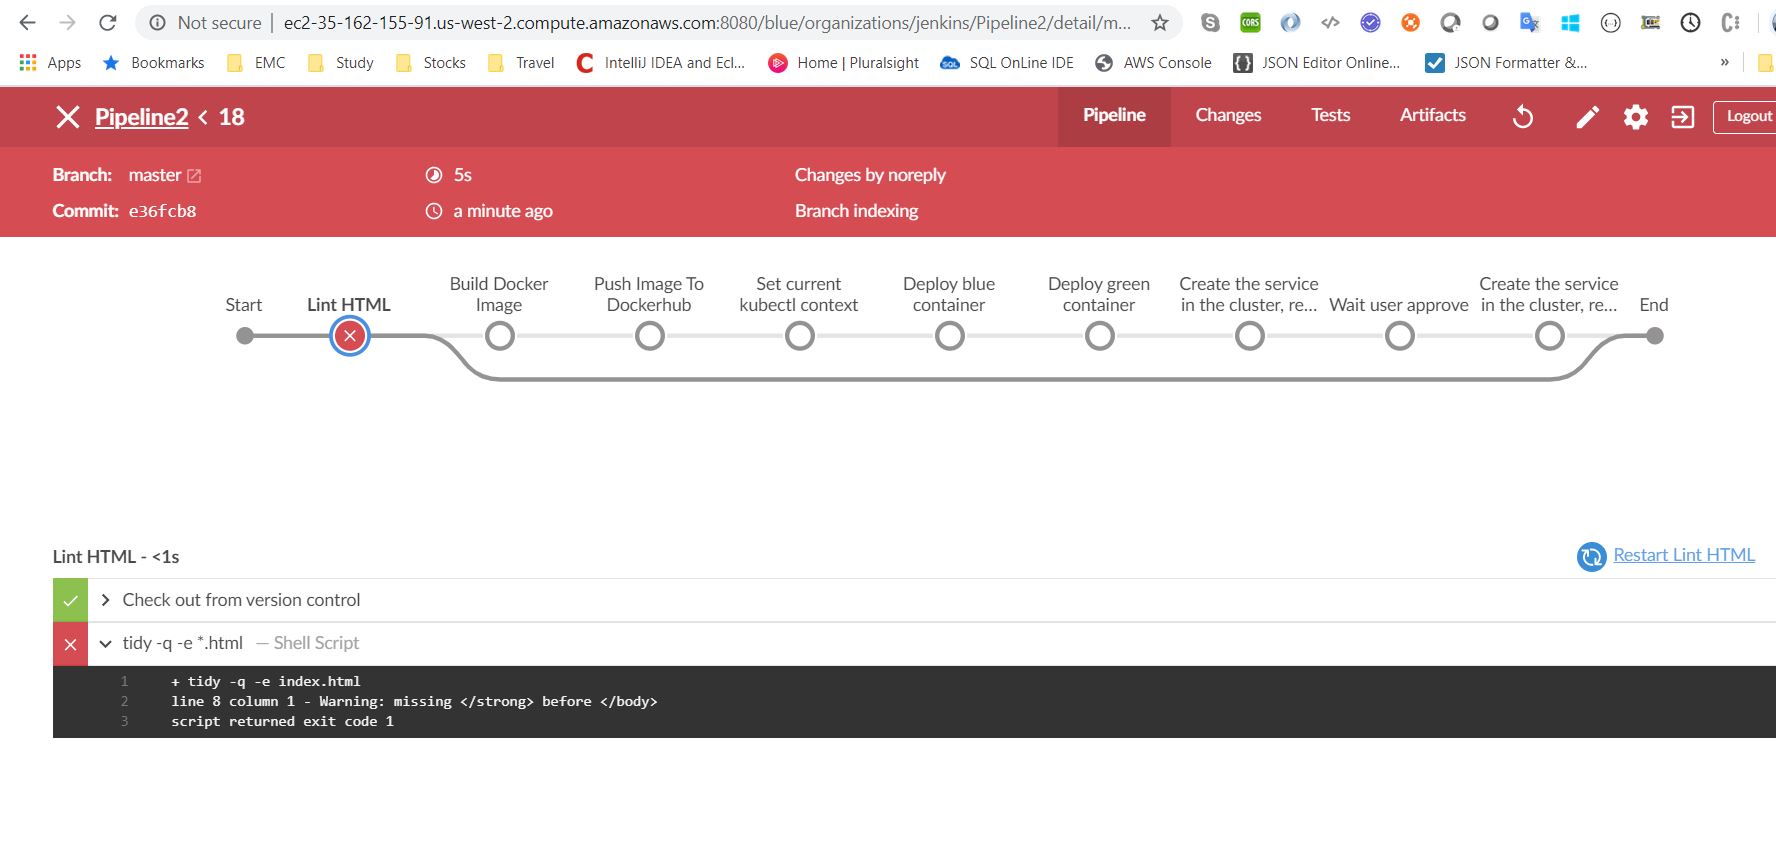 Not secure | ec2-35-162-155-91.us-west-2.compute.amazonaws.com:8080/blue/organizations/jenkins/Pipeline2/detail/m...
CORS
Apps Bookmarks EMC Study Stocks Travel IntelliJ IDEA and Ecl... Home | Pluralsight SQL OnLine IDE AWS Console JSON Editor Online... JSON Formatter &... »
Pipeline2 < 18 Pipeline Changes Tests Artifacts Logout
Branch: master 5s Changes by noreply
Commit: e36fcb8 a minute ago Branch indexing
Start
Lint HTML
Build Docker
Image
Push Image To
Dockerhub
Set current
kubectl context
Deploy blue
container
Deploy green
container
Create the service
in the cluster, re...
Wait user approve
Create the service
in the cluster, re...
End
Lint HTML - <1s Restart Lint HTML
Check out from version control
tidy -q -e *.html — Shell Script
1 + tidy -q -e index.html
2 line 8 column 1 - Warning: missing </strong> before </body>
3 script returned exit code 1